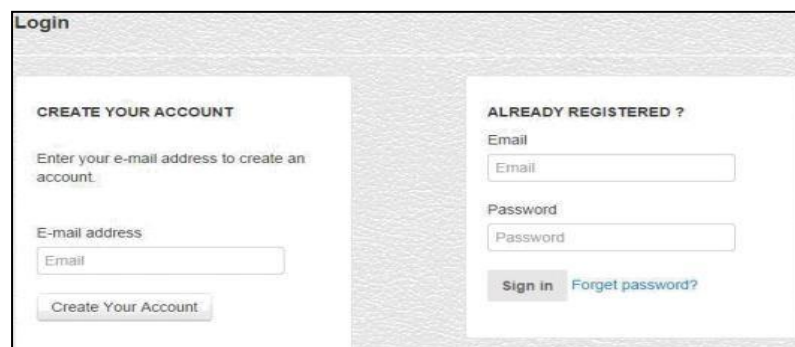 Login
CREATE YOUR ACCOUNT
Enter your e-mail address to create an
account.
E-mail address
Email
Create Your Account
ALREADY REGISTERED ?
Email
Email
Password
Password
Sign in Forget password?